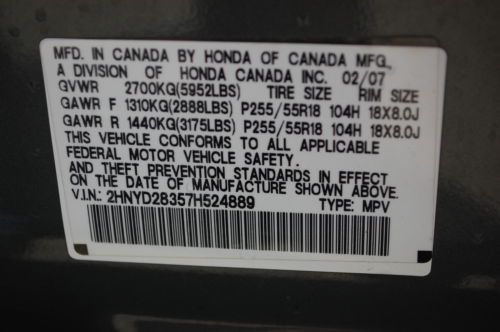 MFD. IN CANADA BY HONDA OF CANADA MFG.,
A DIVISION OF HONDA CANADA INC. 02/07
GVWR 2700KG(5952LBS) TIRE SIZE RIM SIZE
GAWR F 1310KG(2888LBS) P255/55R18 104H 18X8.0J
GAWR R 1440KG(3175LBS) P255/55R18 104H 18X8.0J
THIS VEHICLE CONFORMS TO ALL APPLICABLE
FEDERAL MOTOR VEHICLE SAFETY.
AND THEFT PREVENTION STANDARDS IN EFFECT
ON THE DATE OF MANUFACTURE SHOWN ABOVE.
V.I.N.: 2HNYD28357H524889 TYPE: MPV